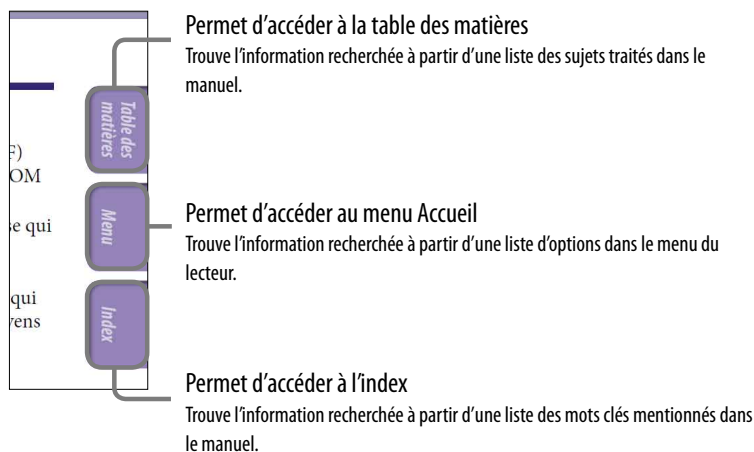 Permet d’accéder à la table des matières
Trouve l’information recherchée à partir d’une liste des sujets traités dans le
manuel.
Table des
matières
F)
OM
se qui
Menu
Permet d’accéder au menu Accueil
Trouve l’information recherchée à partir d’une liste d’options dans le menu du
lecteur.
qui
vens
Index
Permet d’accéder à l’index
Trouve l’information recherchée à partir d’une liste des mots clés mentionnés dans
le manuel.